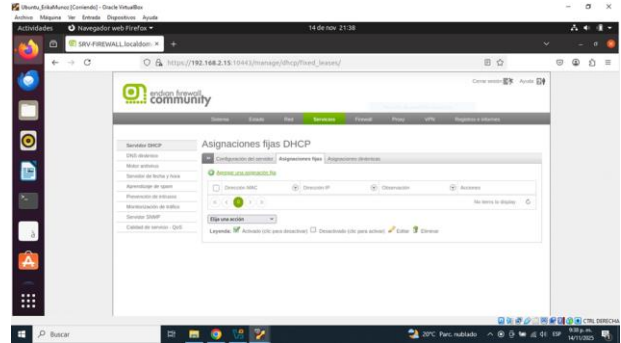 Ubuntu_ErikaMunoz [Corriendo] - Oracle VirtualBox
Archivo Máquina Ver Entrada Dispositivos Ayuda
Actividades Navegador web Firefox 14 de nov 21:38
SRV-FIREWALL.localdom
https://192.168.2.15:10443/manage/dhcp/fixed_leases/
Cerrar sesión Ayuda
endian firewall
community
Sistema Estado Red Servicios Firewall Proxy VPN Registros e informes
Servidor DHCP
DNS dinámico
Motor antivirus
Servidor de fecha y hora
Aprendizaje de spam
Prevención de intrusos
Monitorización de tráfico
Servidor SNMP
Calidad de servicio - QoS
Asignaciones fijas DHCP
Configuración del servidor Asignaciones fijas Asignaciones dinámicas
Agregar una asignación fija
Dirección MAC Dirección IP Observación Acciones
No items to display
Elija una acción
Leyenda: Activado (clic para desactivar) Desactivado (clic para activar) Editar Eliminar
CTRL DERECHA
Buscar
20°C Parc. nublado ESP 9:38 p. m.
14/11/2025